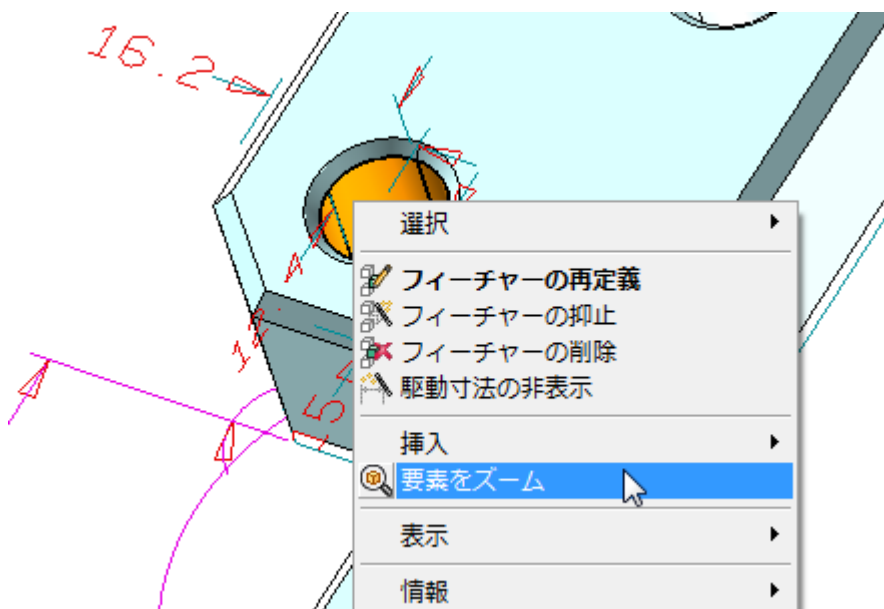 16.2
選択
フィーチャーの再定義
フィーチャーの抑止
フィーチャーの削除
駆動寸法の非表示
挿入
要素をズーム
表示
情報